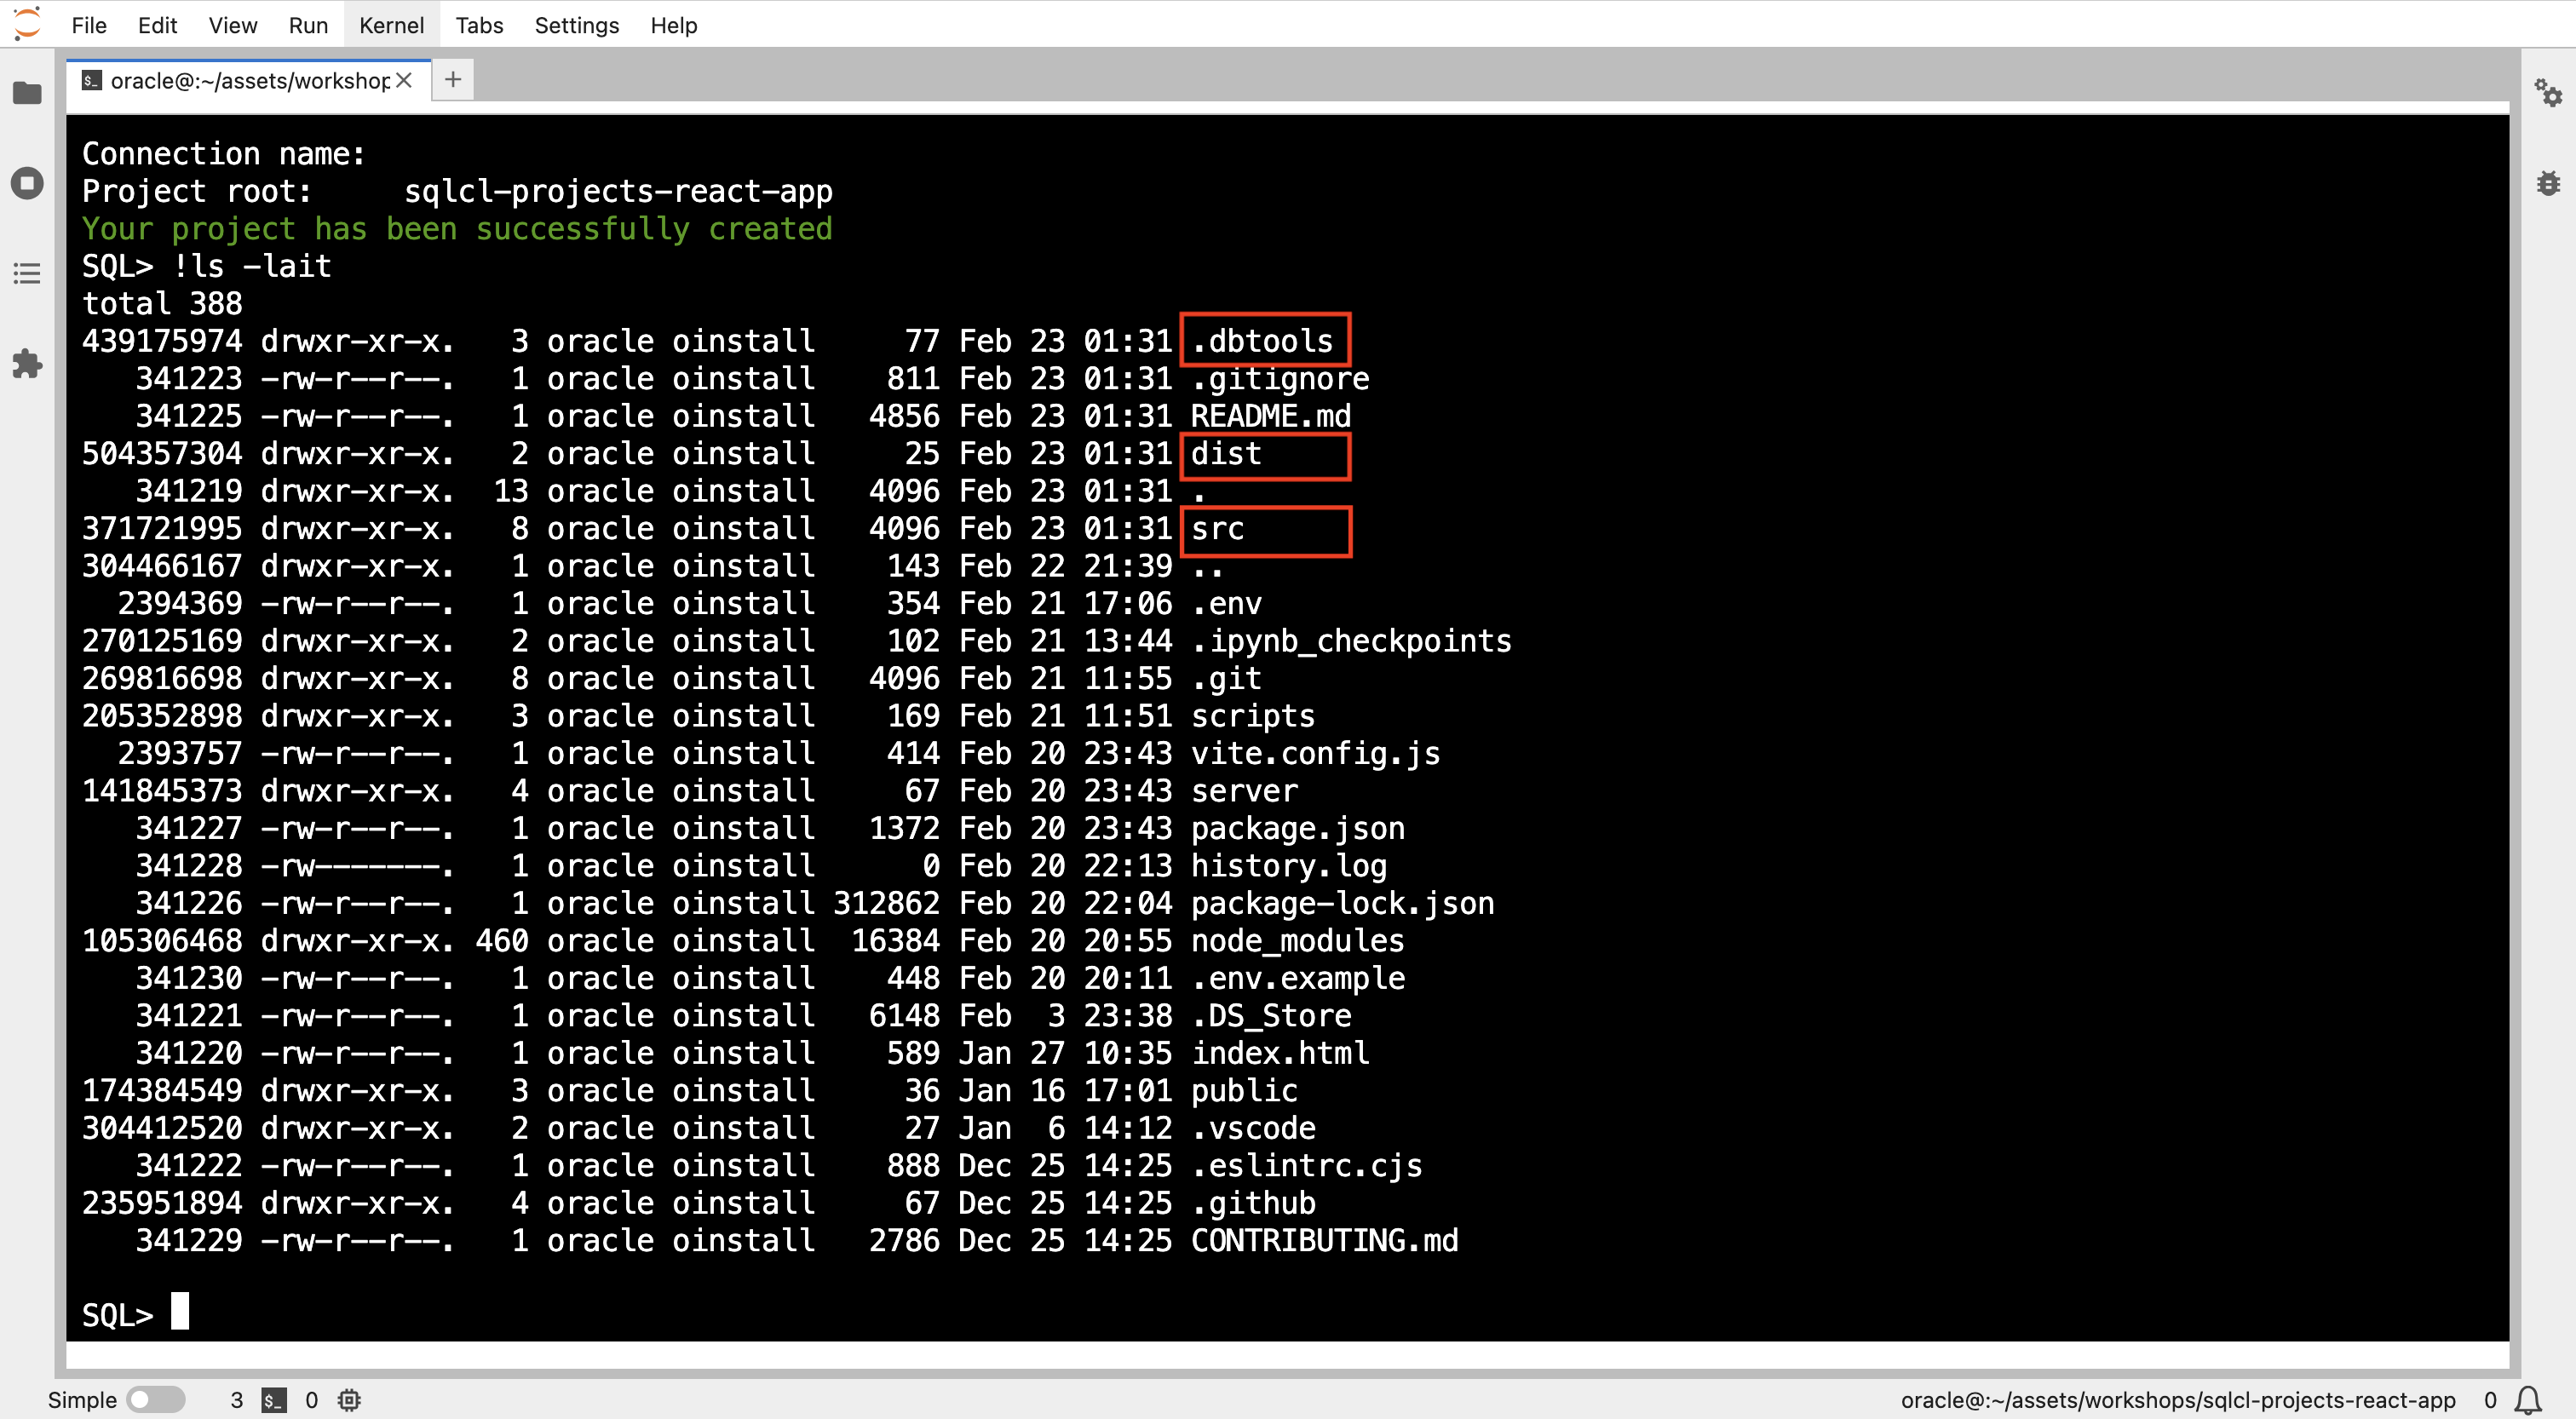 File Edit View Run Kernel Tabs Settings Help
oracle@:~/assets/workshop
Connection name:
Project root:     sqlcl-projects-react-app
Your project has been successfully created
SQL> !ls -lait
total 388
439175974 drwxr-xr-x.   3 oracle oinstall     77 Feb 23 01:31 .dbtools
   341223 -rw-r--r--.   1 oracle oinstall    811 Feb 23 01:31 .gitignore
   341225 -rw-r--r--.   1 oracle oinstall   4856 Feb 23 01:31 README.md
504357304 drwxr-xr-x.   2 oracle oinstall     25 Feb 23 01:31 dist
   341219 drwxr-xr-x.  13 oracle oinstall   4096 Feb 23 01:31 .
371721995 drwxr-xr-x.   8 oracle oinstall   4096 Feb 23 01:31 src
304466167 drwxr-xr-x.   1 oracle oinstall    143 Feb 22 21:39 ..
  2394369 -rw-r--r--.   1 oracle oinstall    354 Feb 21 17:06 .env
270125169 drwxr-xr-x.   2 oracle oinstall    102 Feb 21 13:44 .ipynb_checkpoints
269816698 drwxr-xr-x.   8 oracle oinstall   4096 Feb 21 11:55 .git
205352898 drwxr-xr-x.   3 oracle oinstall    169 Feb 21 11:51 scripts
  2393757 -rw-r--r--.   1 oracle oinstall    414 Feb 20 23:43 vite.config.js
141845373 drwxr-xr-x.   4 oracle oinstall     67 Feb 20 23:43 server
   341227 -rw-r--r--.   1 oracle oinstall   1372 Feb 20 23:43 package.json
   341228 -rw-------.   1 oracle oinstall      0 Feb 20 22:13 history.log
   341226 -rw-r--r--.   1 oracle oinstall 312862 Feb 20 22:04 package-lock.json
105306468 drwxr-xr-x. 460 oracle oinstall  16384 Feb 20 20:55 node_modules
   341230 -rw-r--r--.   1 oracle oinstall    448 Feb 20 20:11 .env.example
   341221 -rw-r--r--.   1 oracle oinstall   6148 Feb  3 23:38 .DS_Store
   341220 -rw-r--r--.   1 oracle oinstall    589 Jan 27 10:35 index.html
174384549 drwxr-xr-x.   3 oracle oinstall     36 Jan 16 17:01 public
304412520 drwxr-xr-x.   2 oracle oinstall     27 Jan  6 14:12 .vscode
   341222 -rw-r--r--.   1 oracle oinstall    888 Dec 25 14:25 .eslintrc.cjs
235951894 drwxr-xr-x.   4 oracle oinstall     67 Dec 25 14:25 .github
   341229 -rw-r--r--.   1 oracle oinstall   2786 Dec 25 14:25 CONTRIBUTING.md
SQL>
Simple 3 $_ 0 oracle@:~/assets/workshops/sqlcl-projects-react-app 0